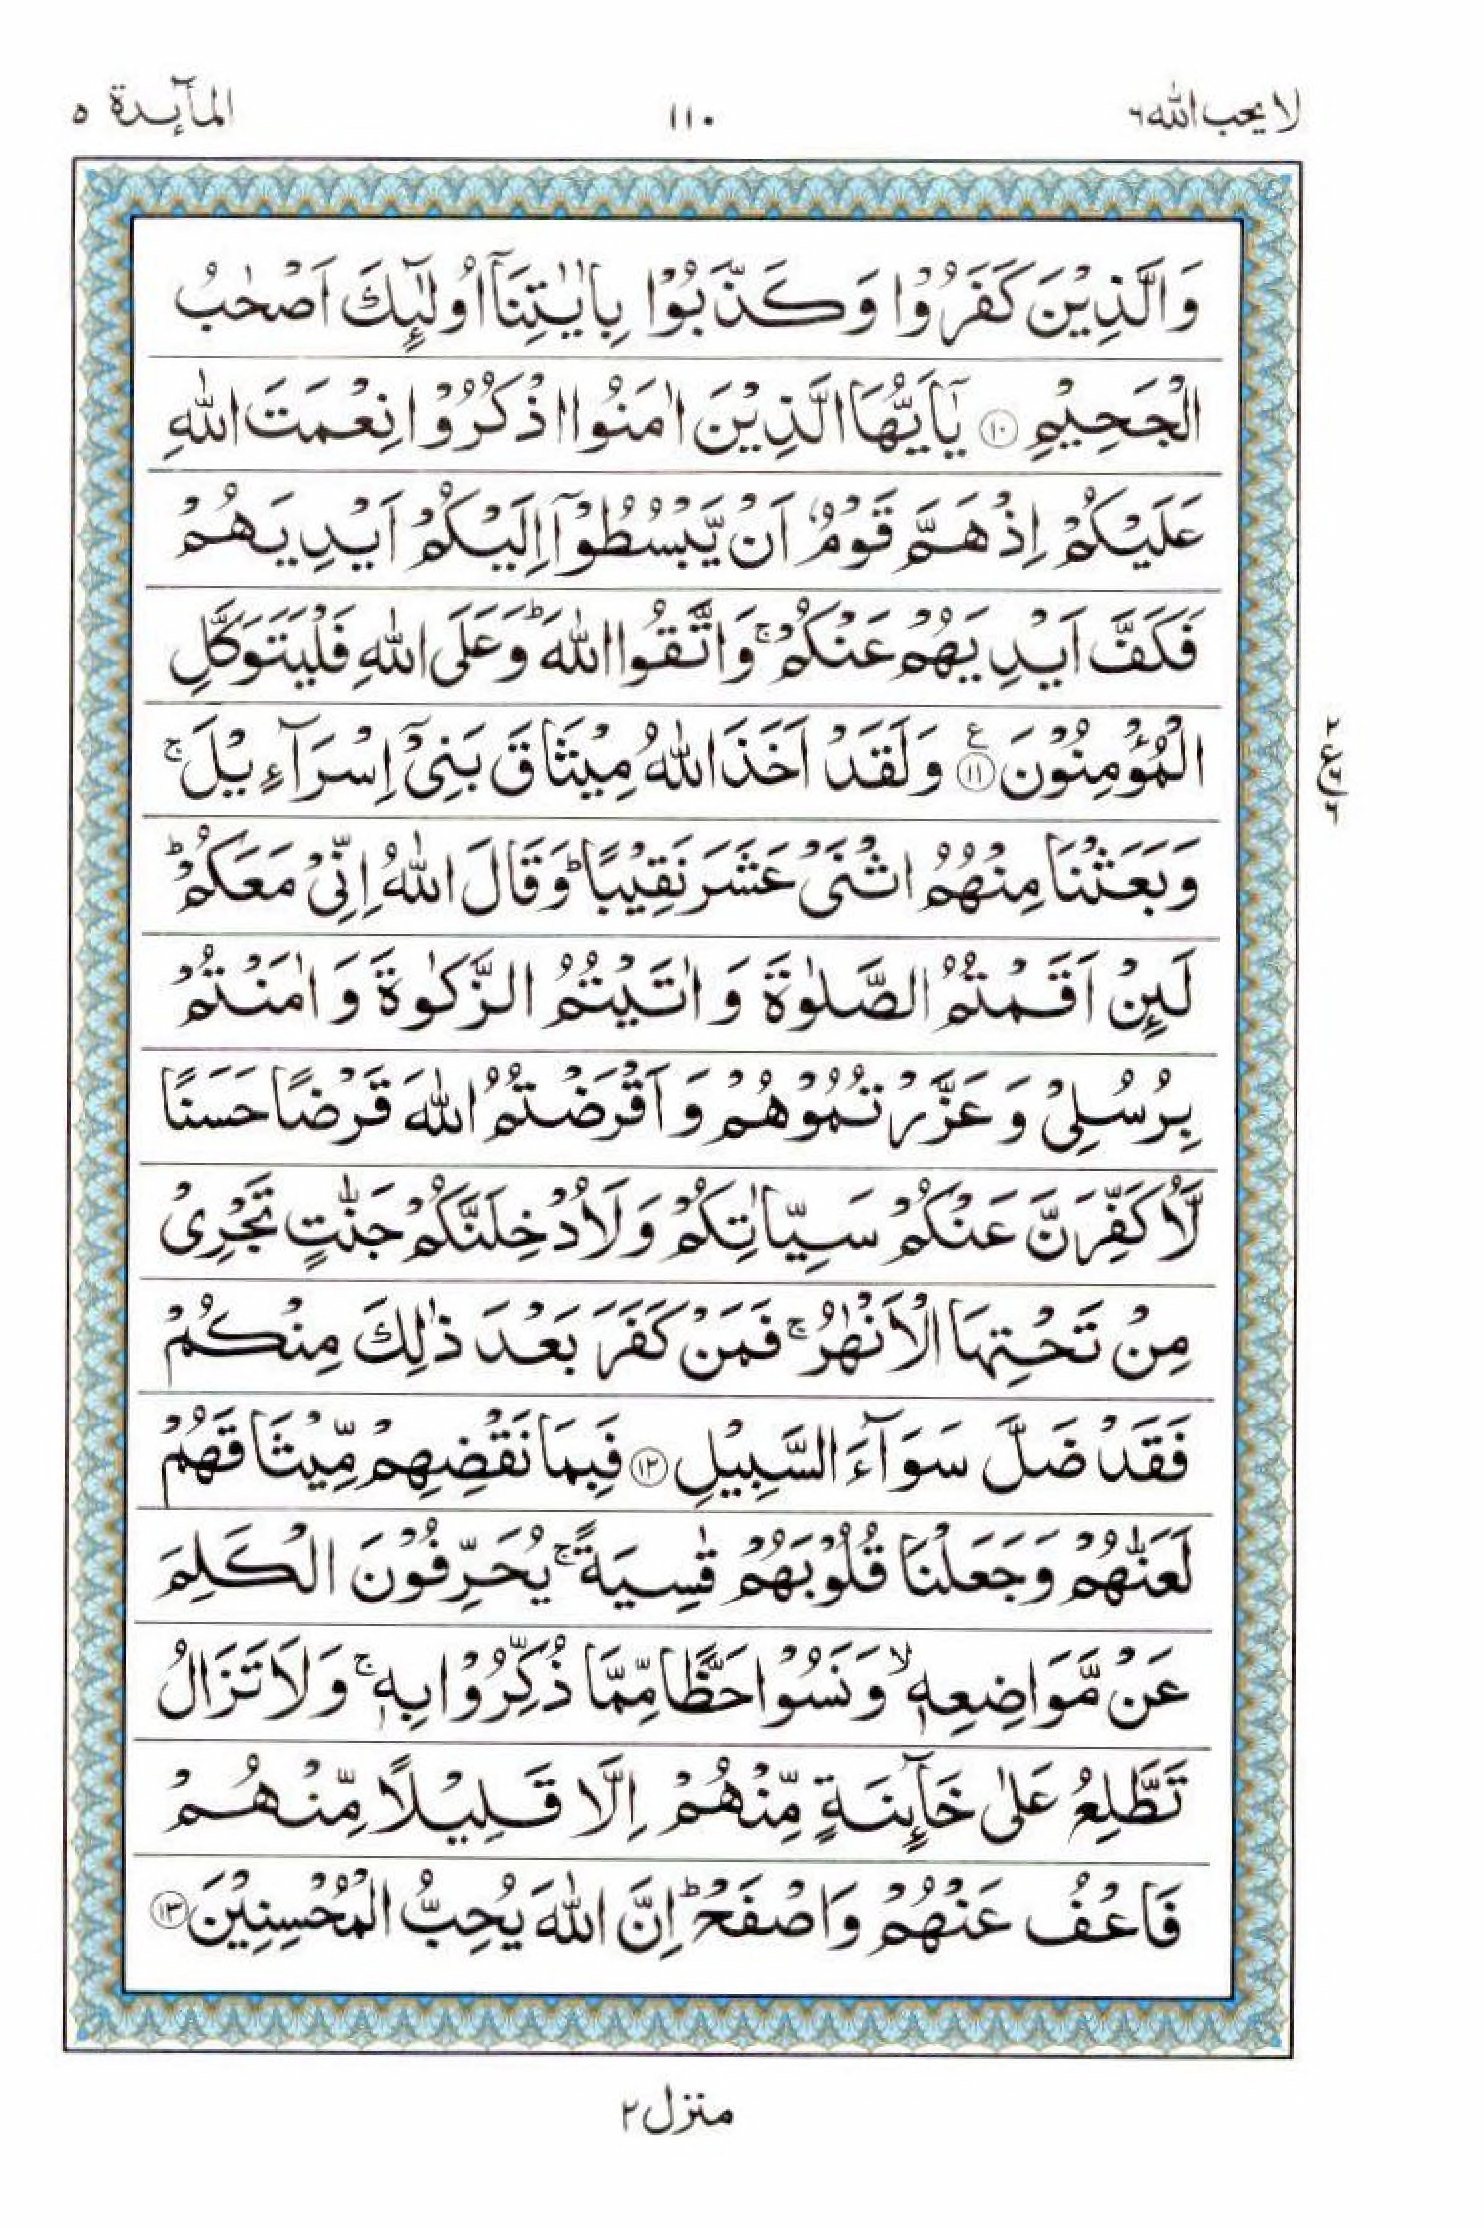 لا يحب الله ٦
١١٠
المآئدة ٥
وَالَّذِيْنَ كَفَرُوْا وَكَذَّبُوْا بِاٰيٰتِنَآ اُولٰٓئِكَ اَصْحٰبُ
الْجَحِيْمِ ۝١٠ يٰٓاَيُّهَا الَّذِيْنَ اٰمَنُوا اذْكُرُوْا نِعْمَتَ اللّٰهِ
عَلَيْكُمْ اِذْ هَمَّ قَوْمٌ اَنْ يَّبْسُطُوْٓا اِلَيْكُمْ اَيْدِيَهُمْ
فَكَفَّ اَيْدِيَهُمْ عَنْكُمْ ۚ وَاتَّقُوا اللّٰهَ ؕ وَعَلَى اللّٰهِ فَلْيَتَوَكَّلِ
الْمُؤْمِنُوْنَ ۝١١ ع وَلَقَدْ اَخَذَ اللّٰهُ مِيْثَاقَ بَنِيْٓ اِسْرَآءِيْلَ ۚ
وَبَعَثْنَا مِنْهُمُ اثْنَيْ عَشَرَ نَقِيْبًا ؕ وَقَالَ اللّٰهُ اِنِّيْ مَعَكُمْ ؕ
لَئِنْ اَقَمْتُمُ الصَّلٰوةَ وَاٰتَيْتُمُ الزَّكٰوةَ وَاٰمَنْتُمْ
بِرُسُلِيْ وَعَزَّرْتُمُوْهُمْ وَاَقْرَضْتُمُ اللّٰهَ قَرْضًا حَسَنًا
لَّاُكَفِّرَنَّ عَنْكُمْ سَيِّاٰتِكُمْ وَلَاُدْخِلَنَّكُمْ جَنّٰتٍ تَجْرِيْ
مِنْ تَحْتِهَا الْاَنْهٰرُ ۚ فَمَنْ كَفَرَ بَعْدَ ذٰلِكَ مِنْكُمْ
فَقَدْ ضَلَّ سَوَآءَ السَّبِيْلِ ۝١٢ فَبِمَا نَقْضِهِمْ مِّيْثَاقَهُمْ
لَعَنّٰهُمْ وَجَعَلْنَا قُلُوْبَهُمْ قٰسِيَةً ۚ يُحَرِّفُوْنَ الْكَلِمَ
عَنْ مَّوَاضِعِهٖ ۙ وَنَسُوْا حَظًّا مِّمَّا ذُكِّرُوْا بِهٖ ۚ وَلَا تَزَالُ
تَطَّلِعُ عَلٰى خَآئِنَةٍ مِّنْهُمْ اِلَّا قَلِيْلًا مِّنْهُمْ
فَاعْفُ عَنْهُمْ وَاصْفَحْ ؕ اِنَّ اللّٰهَ يُحِبُّ الْمُحْسِنِيْنَ ۝١٣
٢
ع
٦
منزل ٢